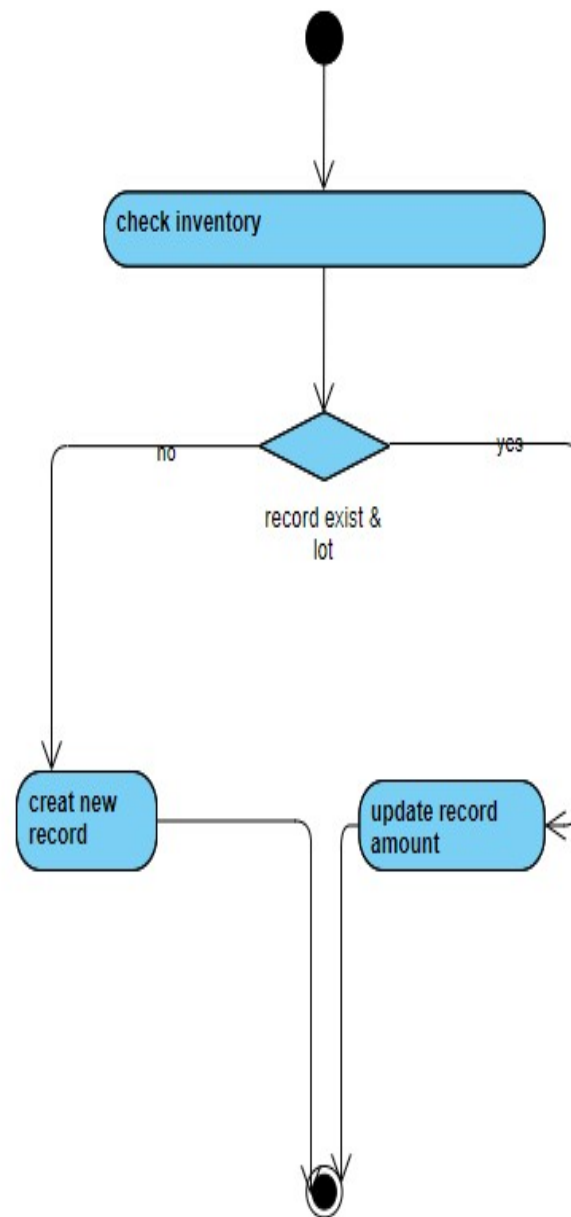 check inventory
no
yes
record exist &
lot
creat new
record
update record
amount